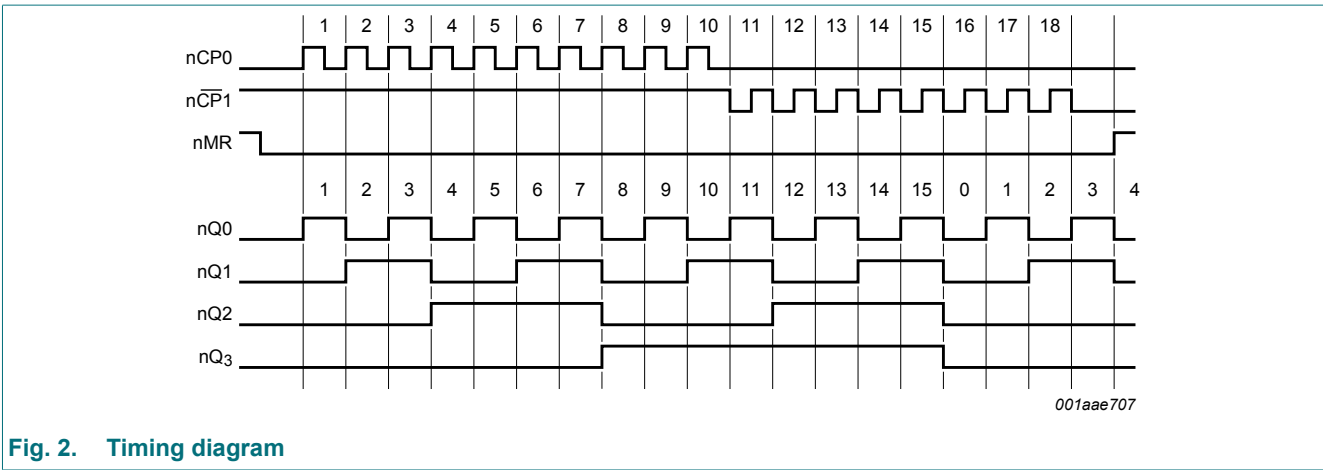 1 2 3 4 5 6 7 8 9 10 11 12 13 14 15 16 17 18
nCP0
nC̅P̅1
nMR
1 2 3 4 5 6 7 8 9 10 11 12 13 14 15 0 1 2 3 4
nQ0
nQ1
nQ2
nQ₃
001aae707
Fig. 2. Timing diagram